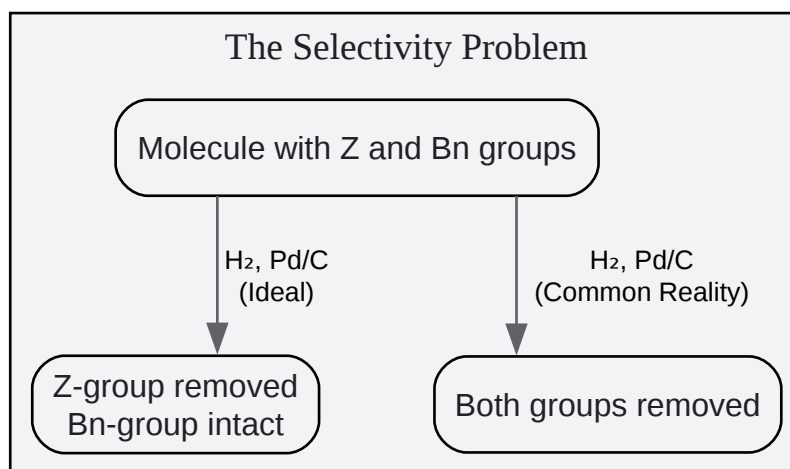 The Selectivity Problem
Molecule with Z and Bn groups
H₂, Pd/C
(Ideal)
H₂, Pd/C
(Common Reality)
Z-group removed
Bn-group intact
Both groups removed